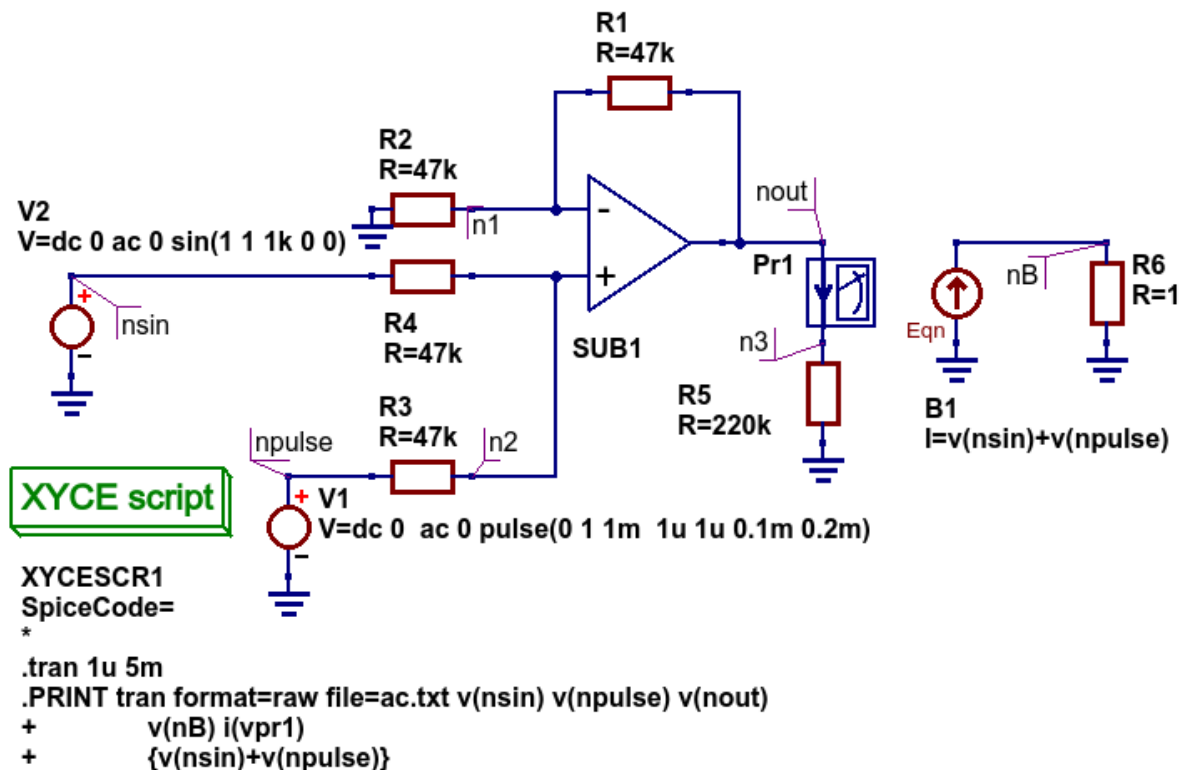 R1
R=47k
R2
R=47k
V2
V=dc 0 ac 0 sin(1 1 1k 0 0)
n1
-
nout
+
nsin
-
R4
R=47k
+
SUB1
Pr1
n3
nB
R6
R=1
Eqn
B1
I=v(nsin)+v(npulse)
R5
R=220k
R3
R=47k
npulse
n2
XYCE script
+
V1
V=dc 0  ac 0 pulse(0 1 1m  1u 1u 0.1m 0.2m)
-
XYCESCR1
SpiceCode=
*
.tran 1u 5m
.PRINT tran format=raw file=ac.txt v(nsin) v(npulse) v(nout)
+ v(nB) i(vpr1)
+ {v(nsin)+v(npulse)}